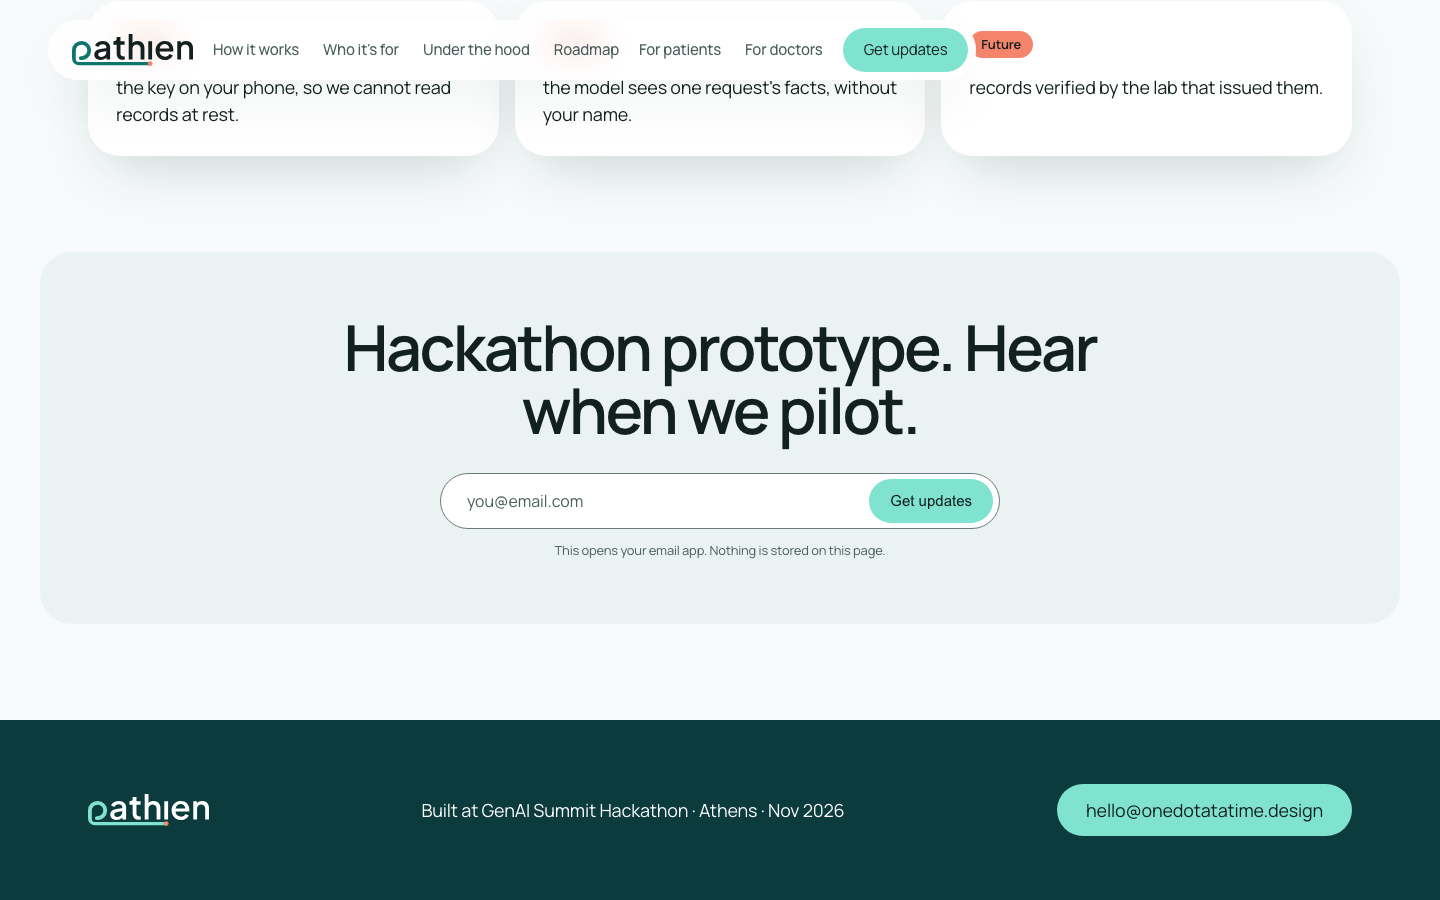 pathien
How it works
Who it's for
Under the hood
Roadmap
For patients
For doctors
Get updates
Future
the key on your phone, so we cannot read
records at rest.
the model sees one request's facts, without
your name.
records verified by the lab that issued them.
Hackathon prototype. Hear
when we pilot.
you@email.com
Get updates
This opens your email app. Nothing is stored on this page.
pathien
Built at GenAI Summit Hackathon · Athens · Nov 2026
hello@onedotatatime.design